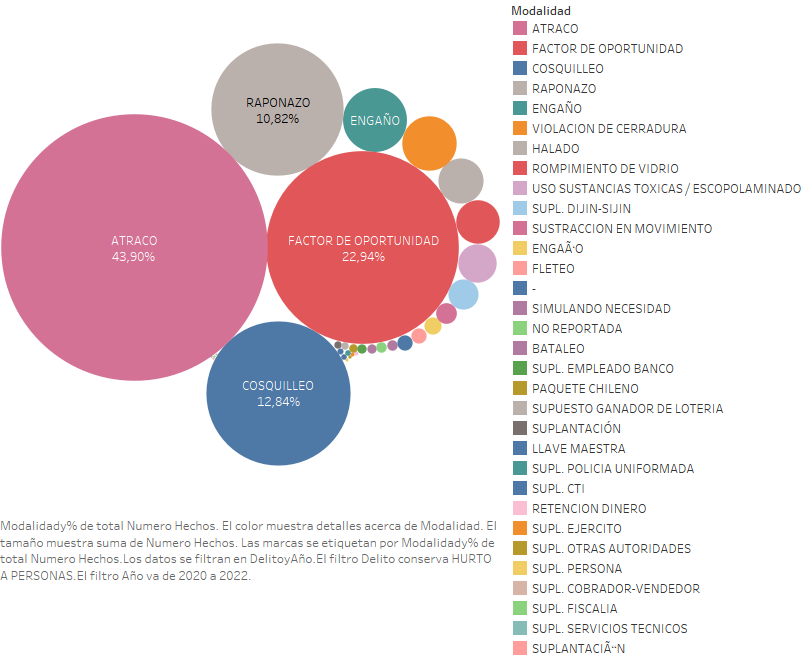 Modalidad
ATRACO
FACTOR DE OPORTUNIDAD
COSQUILLEO
RAPONAZO
ENGAÑO
VIOLACION DE CERRADURA
HALADO
ROMPIMIENTO DE VIDRIO
USO SUSTANCIAS TOXICAS / ESCOPOLAMINADO
SUPL. DIJIN-SIJIN
SUSTRACCION EN MOVIMIENTO
ENGAÃ‘O
FLETEO
-
SIMULANDO NECESIDAD
NO REPORTADA
BATALEO
SUPL. EMPLEADO BANCO
PAQUETE CHILENO
SUPUESTO GANADOR DE LOTERIA
SUPLANTACIÓN
LLAVE MAESTRA
SUPL. POLICIA UNIFORMADA
SUPL. CTI
RETENCION DINERO
SUPL. EJERCITO
SUPL. OTRAS AUTORIDADES
SUPL. PERSONA
SUPL. COBRADOR-VENDEDOR
SUPL. FISCALIA
SUPL. SERVICIOS TECNICOS
SUPLANTACIÃ“N
RAPONAZO
10,82%
ENGAÑO
ATRACO
43,90%
FACTOR DE OPORTUNIDAD
22,94%
COSQUILLEO
12,84%
Modalidady% de total Numero Hechos. El color muestra detalles acerca de Modalidad. El
tamaño muestra suma de Numero Hechos. Las marcas se etiquetan por Modalidady% de
total Numero Hechos.Los datos se filtran en DelitoyAño.El filtro Delito conserva HURTO
A PERSONAS.El filtro Año va de 2020 a 2022.